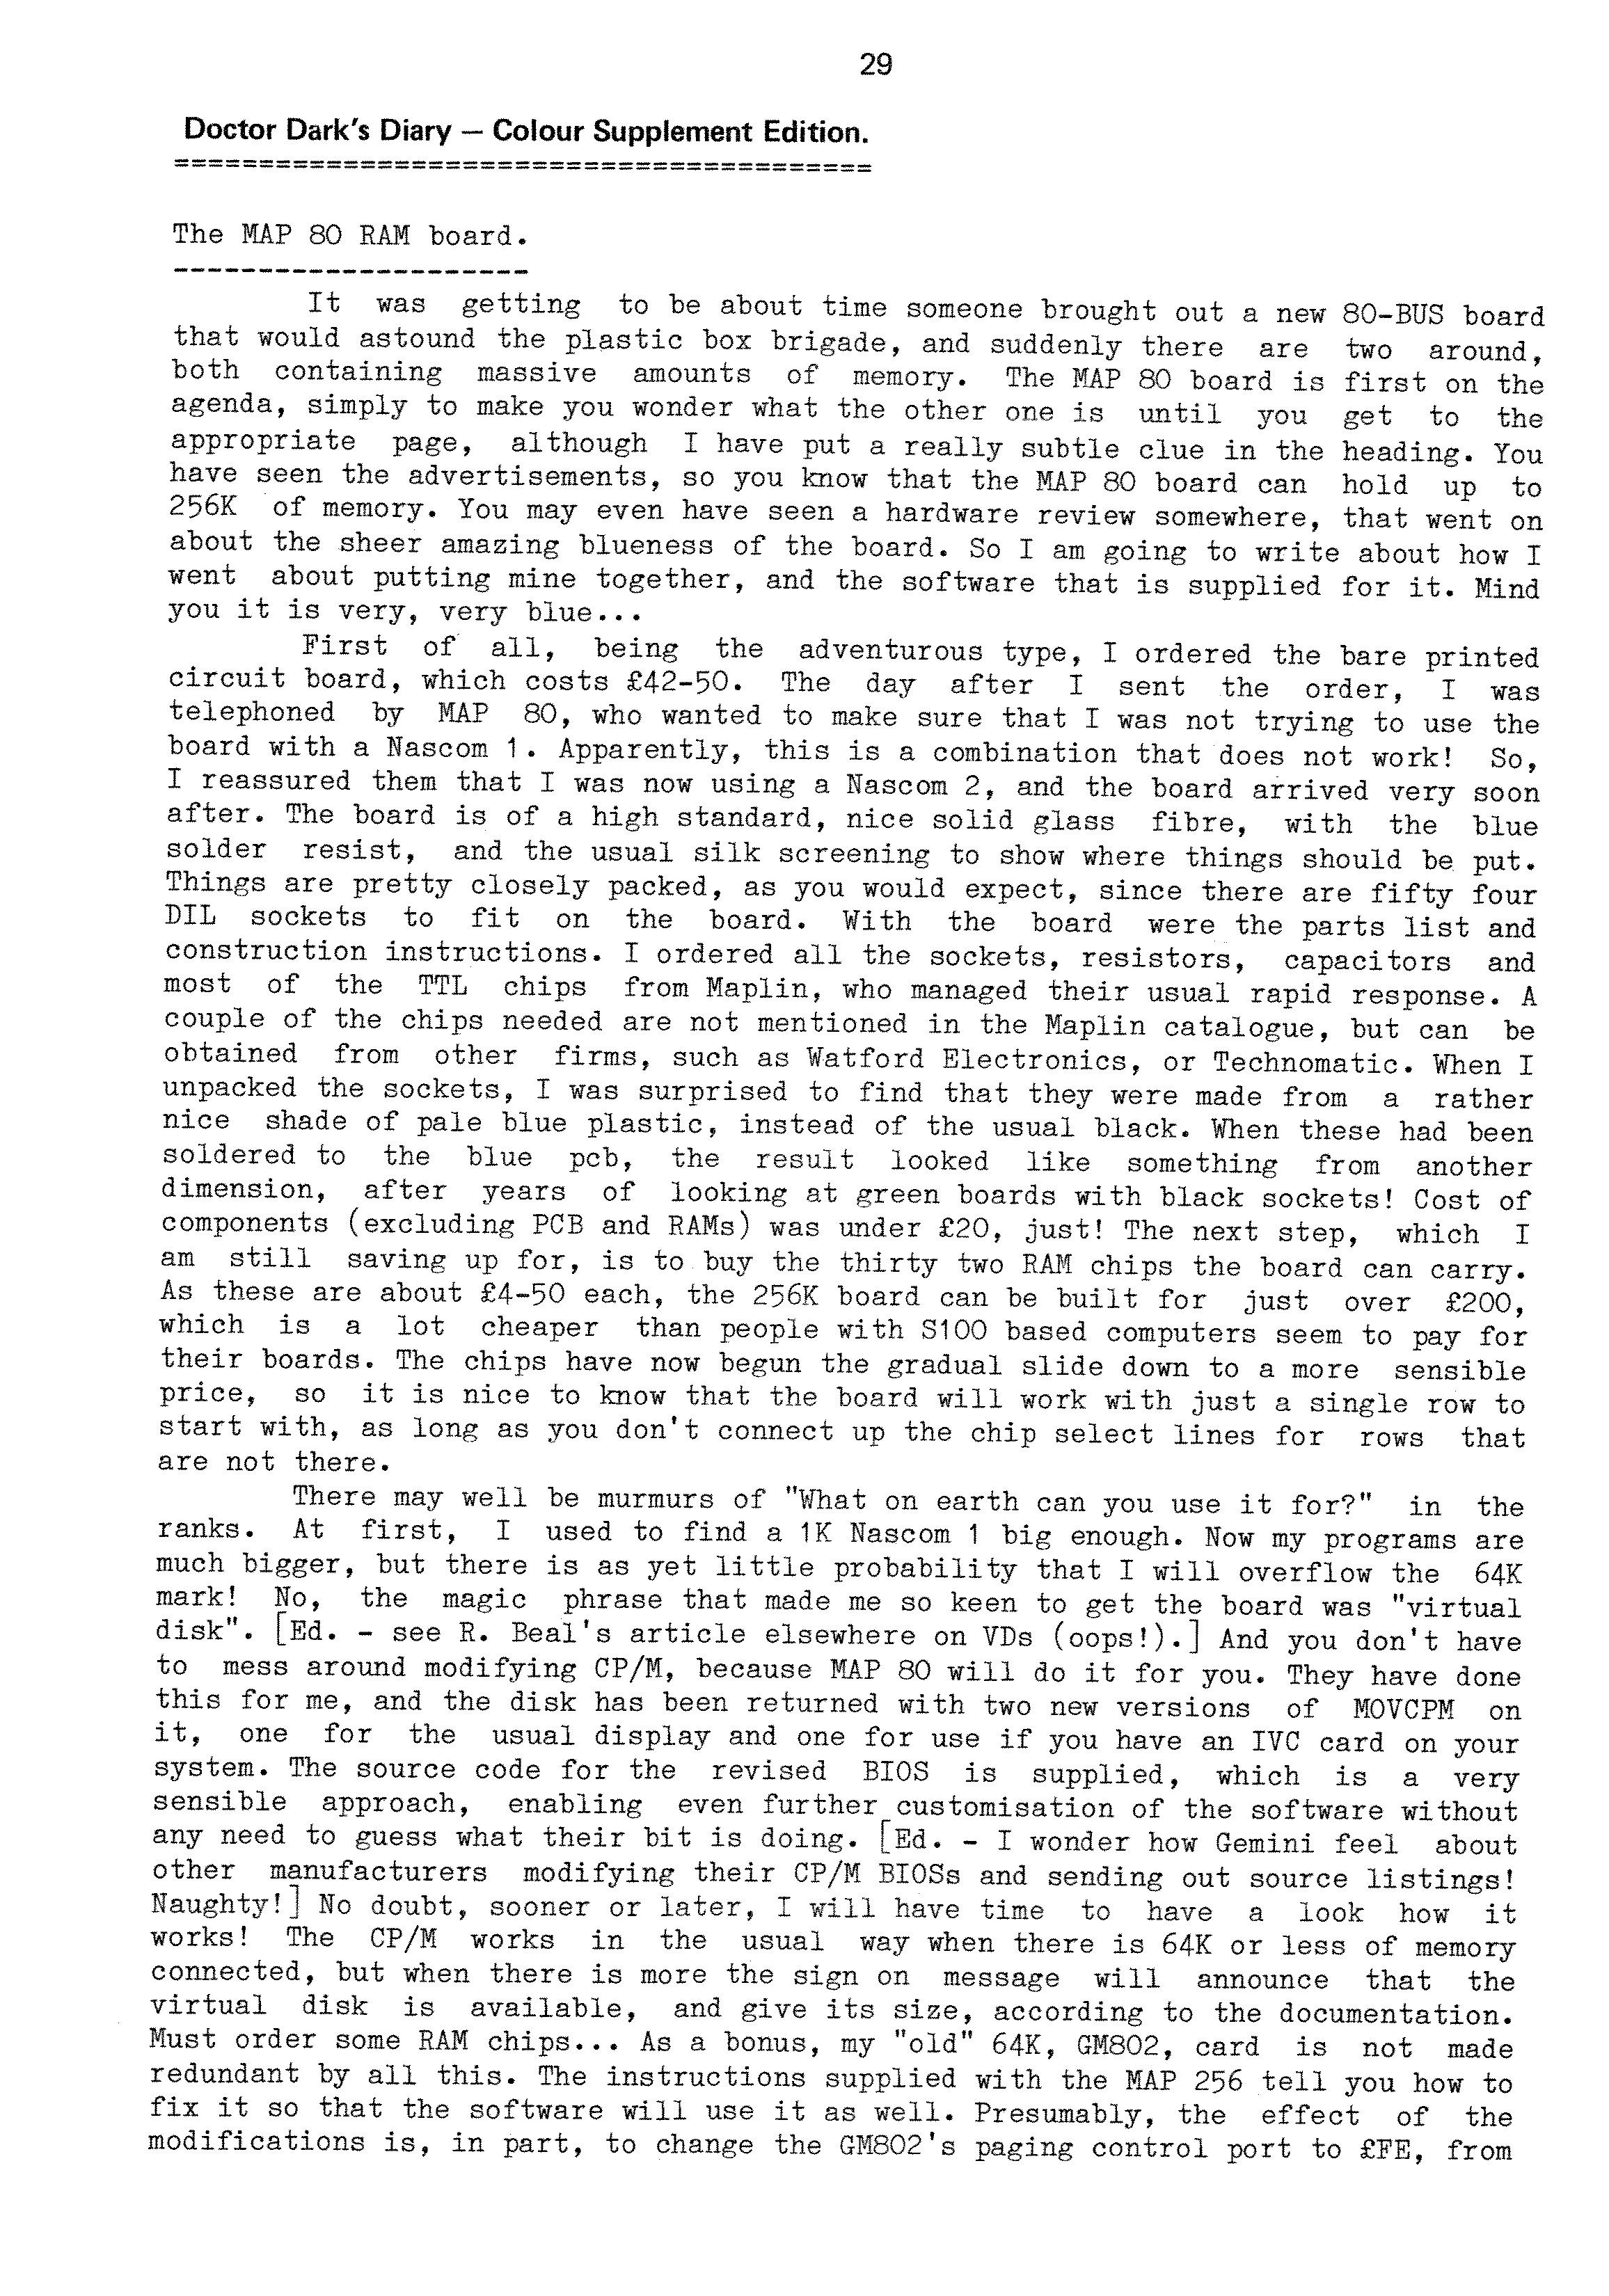 29
Doctor Dark's Diary — Colour Supplement Edition.
=========================================
The MAP 80 RAM board.
---------------------
It was getting to be about time someone brought out a new 80-BUS board
that would astound the plastic box brigade, and suddenly there are two around,
both containing massive amounts of memory. The MAP 80 board is first on the
agenda, simply to make you wonder what the other one is until you get to the
appropriate page, although I have put a really subtle clue in the heading. You
have seen the advertisements, so you know that the MAP 80 board can hold up to
256K of memory. You may even have seen a hardware review somewhere, that went on
about the sheer amazing blueness of the board. So I am going to write about how I
went about putting mine together, and the software that is supplied for it. Mind
you it is very, very blue...
First of all, being the adventurous type, I ordered the bare printed
circuit board, which costs £42-50. The day after I sent the order, I was
telephoned by MAP 80, who wanted to make sure that I was not trying to use the
board with a Nascom 1. Apparently, this is a combination that does not work! So,
I reassured them that I was now using a Nascom 2, and the board arrived very soon
after. The board is of a high standard, nice solid glass fibre, with the blue
solder resist, and the usual silk screening to show where things should be put.
Things are pretty closely packed, as you would expect, since there are fifty four
DIL sockets to fit on the board. With the board were the parts list and
construction instructions. I ordered all the sockets, resistors, capacitors and
most of the TTL chips from Maplin, who managed their usual rapid response. A
couple of the chips needed are not mentioned in the Maplin catalogue, but can be
obtained from other firms, such as Watford Electronics, or Technomatic. When I
unpacked the sockets, I was surprised to find that they were made from a rather
nice shade of pale blue plastic, instead of the usual black. When these had been
soldered to the blue pcb, the result looked like something from another
dimension, after years of looking at green boards with black sockets! Cost of
components (excluding PCB and RAMs) was under £20, just! The next step, which I
am still saving up for, is to buy the thirty two RAM chips the board can carry.
As these are about £4-50 each, the 256K board can be built for just over £200,
which is a lot cheaper than people with S100 based computers seem to pay for
their boards. The chips have now begun the gradual slide down to a more sensible
price, so it is nice to know that the board will work with just a single row to
start with, as long as you don't connect up the chip select lines for rows that
are not there.
There may well be murmurs of "What on earth can you use it for?" in the
ranks. At first, I used to find a 1K Nascom 1 big enough. Now my programs are
much bigger, but there is as yet little probability that I will overflow the 64K
mark! No, the magic phrase that made me so keen to get the board was "virtual
disk". [Ed. - see R. Beal's article elsewhere on VDs (oops!).] And you don't have
to mess around modifying CP/M, because MAP 80 will do it for you. They have done
this for me, and the disk has been returned with two new versions of MOVCPM on
it, one for the usual display and one for use if you have an IVC card on your
system. The source code for the revised BIOS is supplied, which is a very
sensible approach, enabling even further customisation of the software without
any need to guess what their bit is doing. [Ed. - I wonder how Gemini feel about
other manufacturers modifying their CP/M BIOSs and sending out source listings!
Naughty!] No doubt, sooner or later, I will have time to have a look how it
works! The CP/M works in the usual way when there is 64K or less of memory
connected, but when there is more the sign on message will announce that the
virtual disk is available, and give its size, according to the documentation.
Must order some RAM chips... As a bonus, my "old" 64K, GM802, card is not made
redundant by all this. The instructions supplied with the MAP 256 tell you how to
fix it so that the software will use it as well. Presumably, the effect of the
modifications is, in part, to change the GM802's paging control port to £FE, from